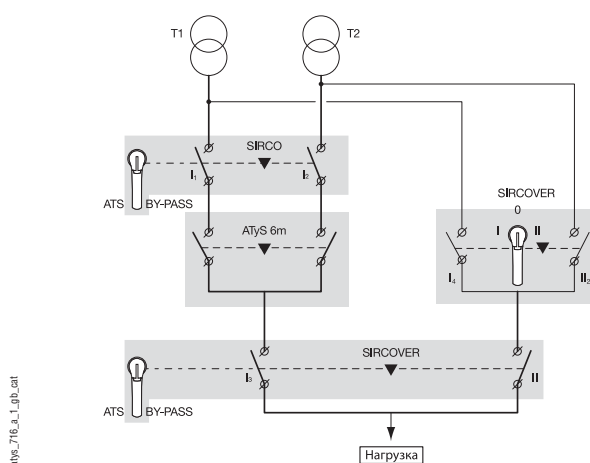 T1
T2
SIRCO
I₁
I₂
ATS BY-PASS
SIRCOVER
0
I II
ATyS 6m
I₄
II₂
SIRCOVER
I₃
II
ATS BY-PASS
Нагрузка
atys_716_a_1_gb_cat